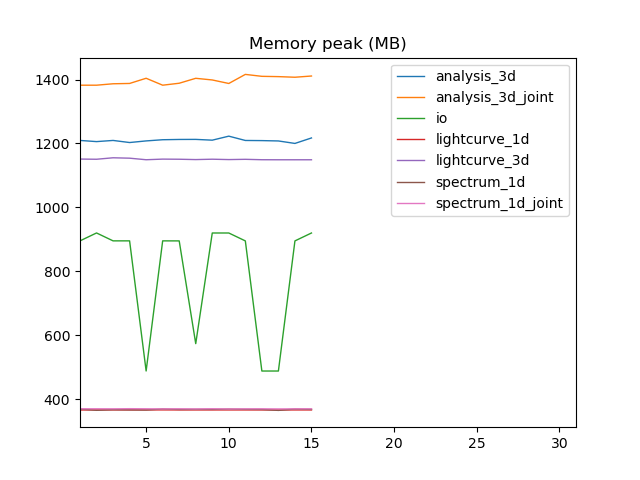 Memory peak (MB)
1400
1200
1000
800
600
400
5
10
15
20
25
30
analysis_3d
analysis_3d_joint
io
lightcurve_1d
lightcurve_3d
spectrum_1d
spectrum_1d_joint